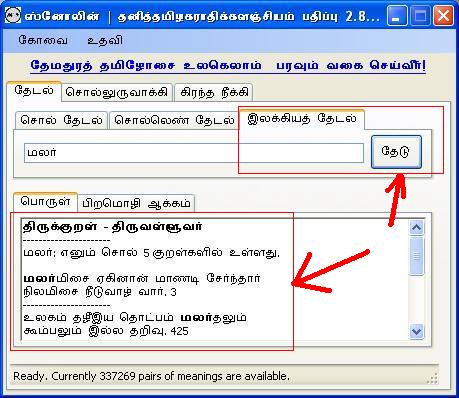 ஸ்நோலின் | தனித்தமிழகராதிக்களஞ்சியம் பதிப்பு 2.8...
கோவை உதவி
தேமதுரத் தமிழோசை உலகெலாம் பரவும் வகை செய்வீர்!
தேடல் சொல்லுருவாக்கி கிரந்த நீக்கி
சொல் தேடல் சொல்லெண் தேடல் இலக்கியத் தேடல்
மலர் தேடு
பொருள் பிறமொழி ஆக்கம்
திருக்குறள் - திருவள்ளுவர்
----------------------
மலர்; எனும் சொல் 5 குறள்களில் உள்ளது.
மலர்மிசை ஏகினான் மாணடி சேர்ந்தார்
நிலமிசை நீடுவாழ் வார். 3
----------------------
உலகம் தழீஇய தொட்பம் மலர்தலும்
கூம்பலும் இல்ல தறிவு. 425
Ready. Currently 337269 pairs of meanings are available.